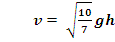 v = √(10/7) gh